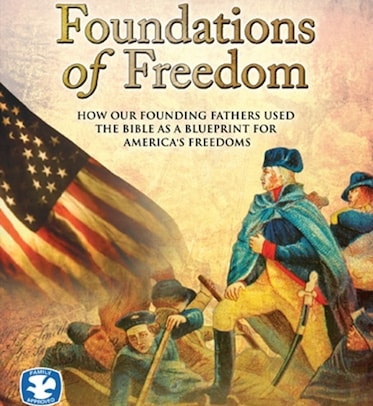 Foundations
of Freedom
HOW OUR FOUNDING FATHERS USED
THE BIBLE AS A BLUEPRINT FOR
AMERICA'S FREEDOMS
FAMILY
APPROVED